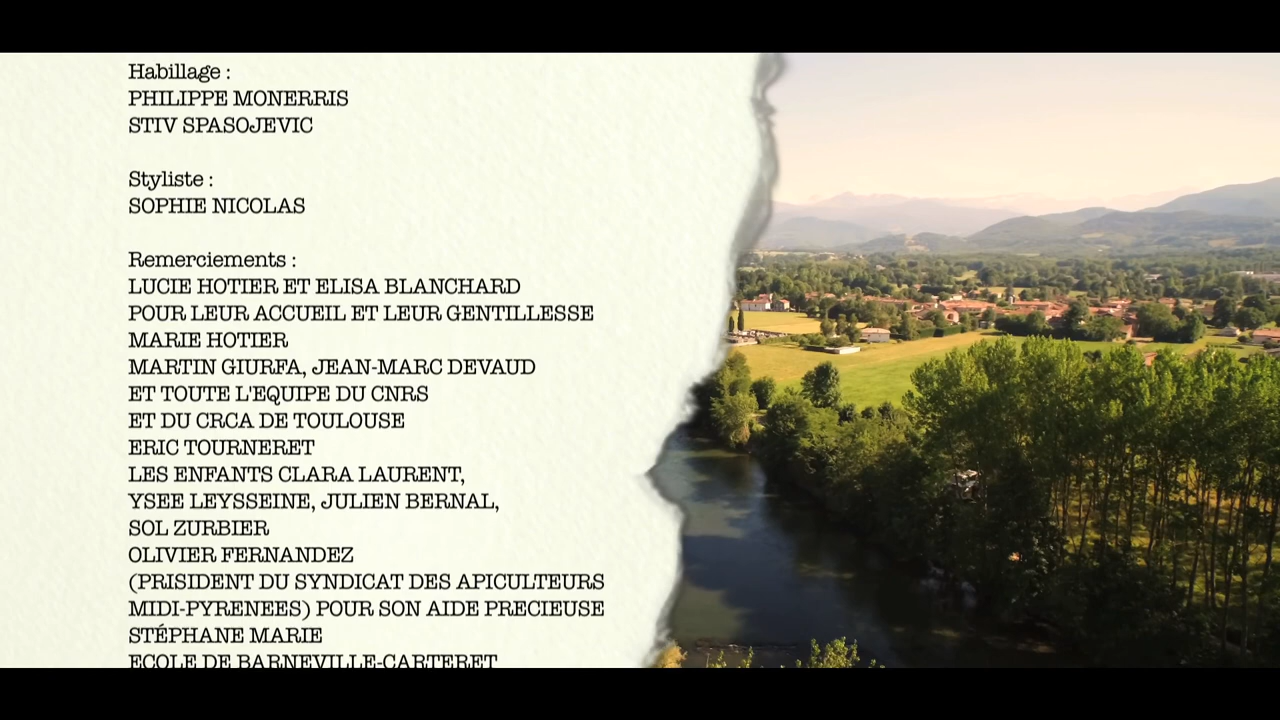 Habillage :
PHILIPPE MONERRIS
STIV SPASOJEVIC
Styliste :
SOPHIE NICOLAS
Remerciements :
LUCIE HOTIER ET ELISA BLANCHARD
POUR LEUR ACCUEIL ET LEUR GENTILLESSE
MARIE HOTIER
MARTIN GIURFA, JEAN-MARC DEVAUD
ET TOUTE L'EQUIPE DU CNRS
ET DU CRCA DE TOULOUSE
ERIC TOURNERET
LES ENFANTS CLARA LAURENT,
YSEE LEYSSEINE, JULIEN BERNAL,
SOL ZURBIER
OLIVIER FERNANDEZ
(PRISIDENT DU SYNDICAT DES APICULTEURS
MIDI-PYRENEES) POUR SON AIDE PRECIEUSE
STÉPHANE MARIE
ECOLE DE BARNEVILLE-CARTERET